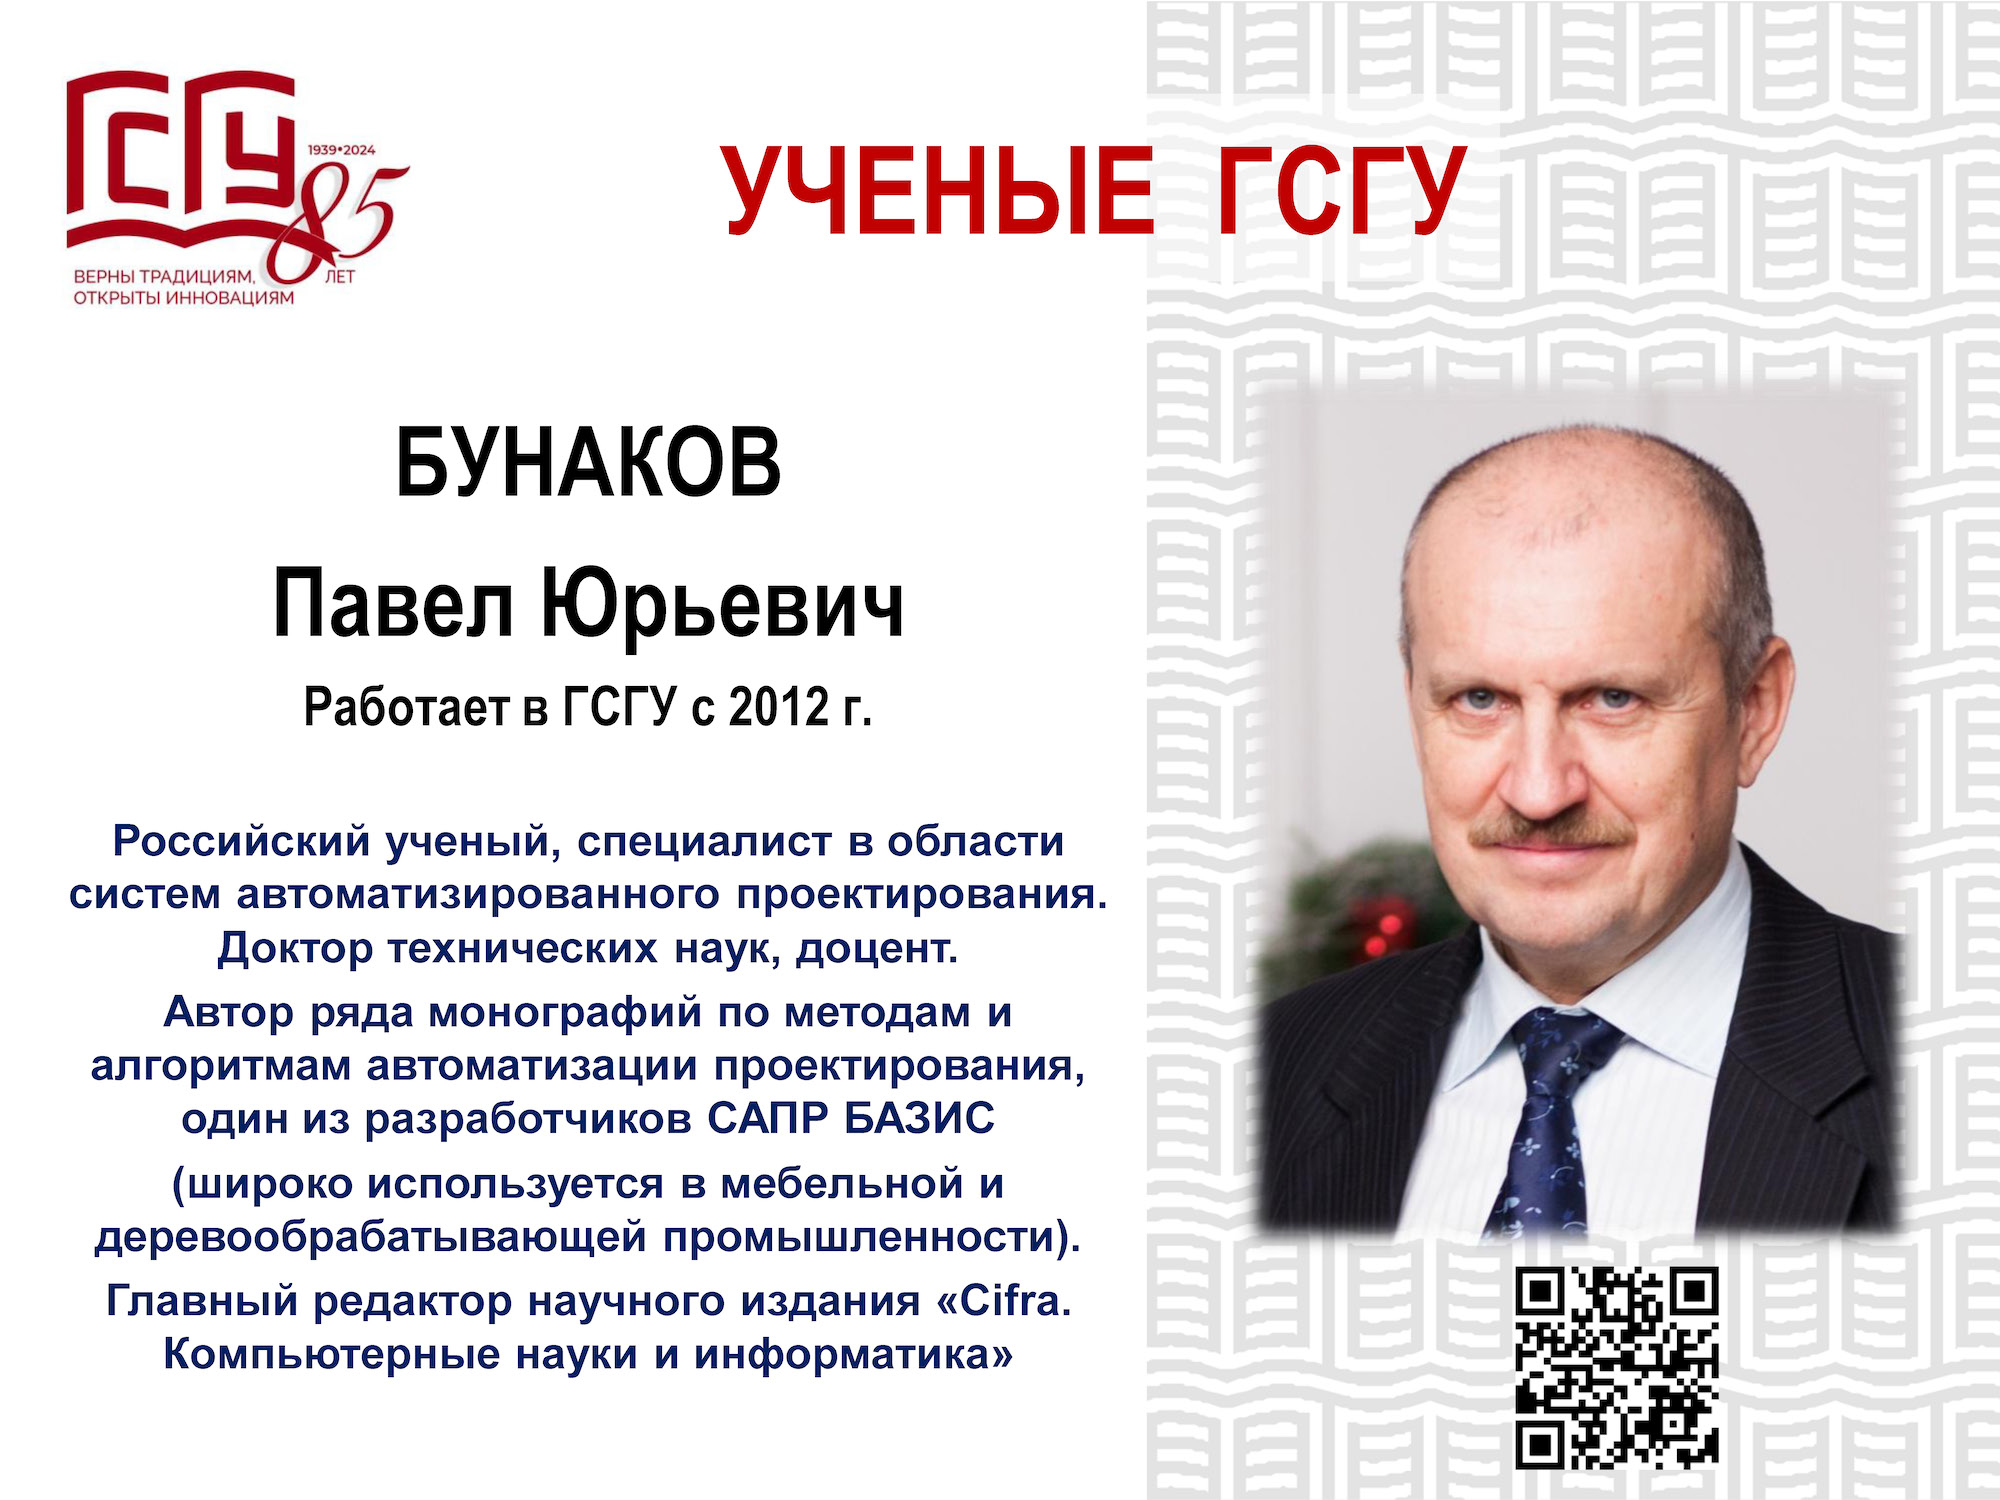 ГСГУ
1939•2024
85
ВЕРНЫ ТРАДИЦИЯМ, ЛЕТ
ОТКРЫТЫ ИННОВАЦИЯМ
УЧЕНЫЕ ГСГУ
БУНАКОВ
Павел Юрьевич
Работает в ГСГУ с 2012 г.
Российский ученый, специалист в области
систем автоматизированного проектирования.
Доктор технических наук, доцент.
Автор ряда монографий по методам и
алгоритмам автоматизации проектирования,
один из разработчиков САПР БАЗИС
(широко используется в мебельной и
деревообрабатывающей промышленности).
Главный редактор научного издания «Cifra.
Компьютерные науки и информатика»